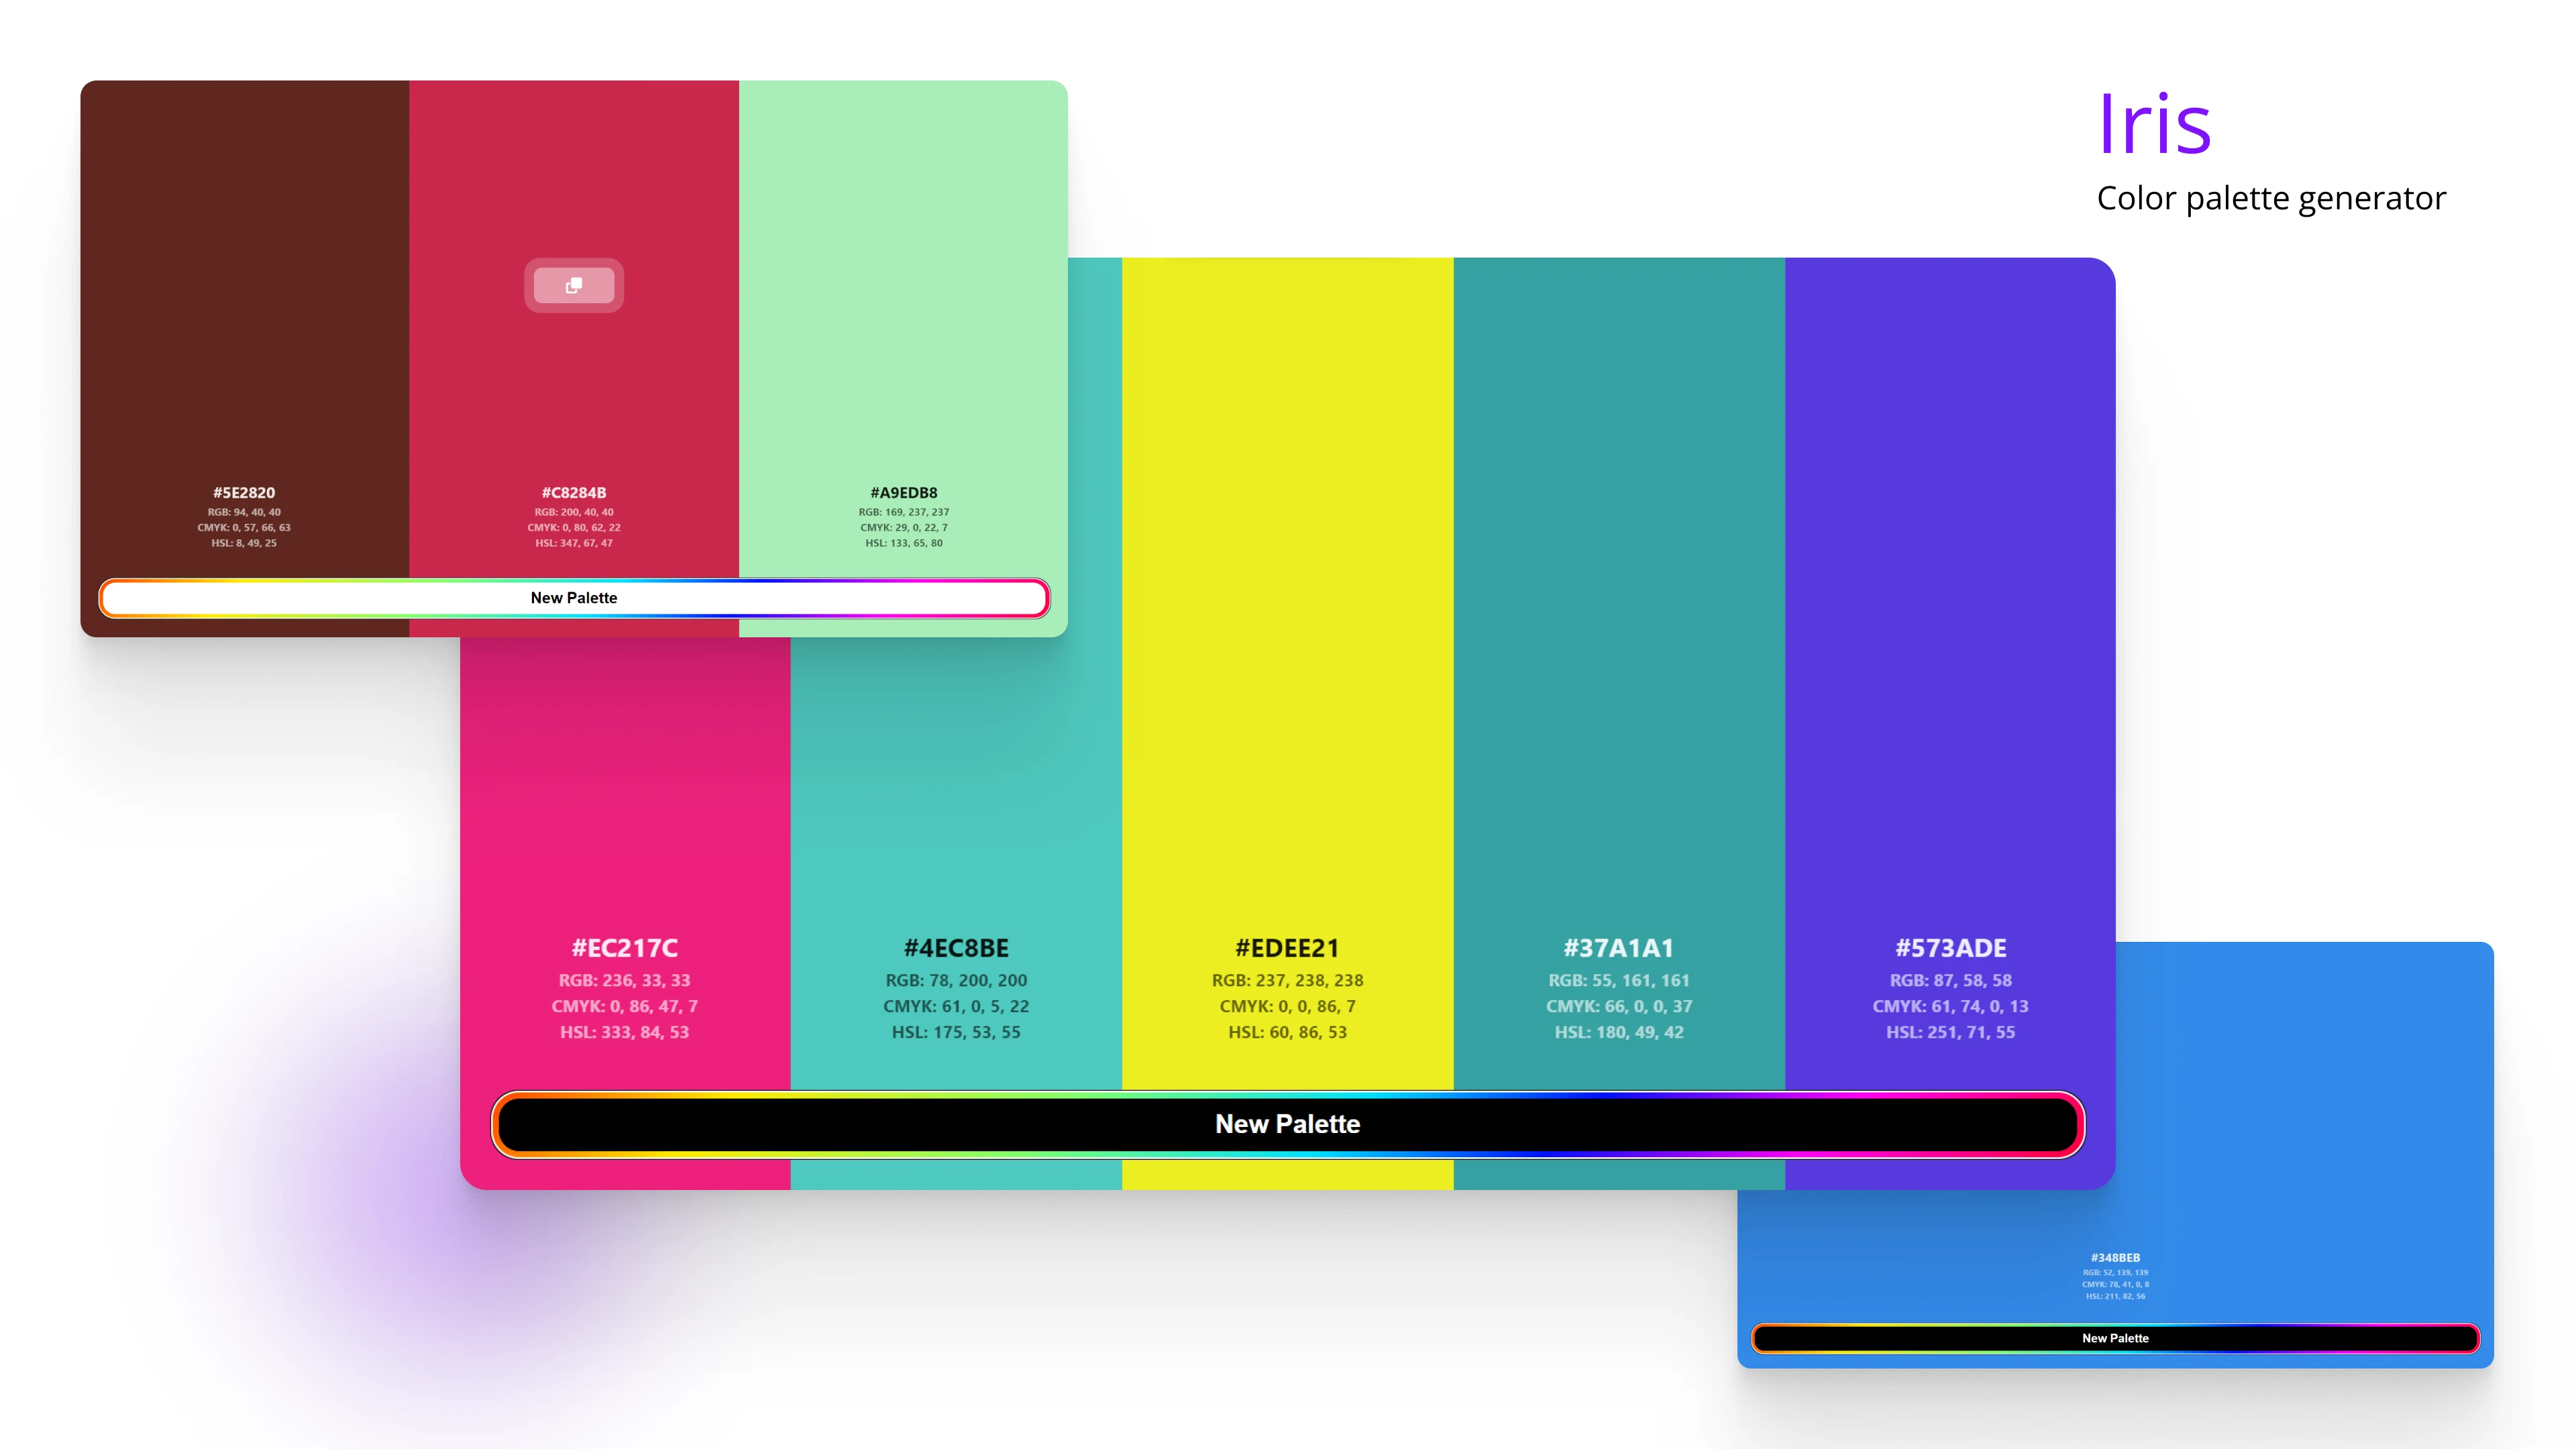 Iris
Color palette generator
#5E2820
RGB: 94, 40, 40
CMYK: 0, 57, 66, 63
HSL: 8, 49, 25
#C8284B
RGB: 200, 40, 40
CMYK: 0, 80, 62, 22
HSL: 347, 67, 47
#A9EDB8
RGB: 169, 237, 237
CMYK: 29, 0, 22, 7
HSL: 133, 65, 80
New Palette
#EC217C
RGB: 236, 33, 33
CMYK: 0, 86, 47, 7
HSL: 333, 84, 53
#4EC8BE
RGB: 78, 200, 200
CMYK: 61, 0, 5, 22
HSL: 175, 53, 55
#EDEE21
RGB: 237, 238, 238
CMYK: 0, 0, 86, 7
HSL: 60, 86, 53
#37A1A1
RGB: 55, 161, 161
CMYK: 66, 0, 0, 37
HSL: 180, 49, 42
#573ADE
RGB: 87, 58, 58
CMYK: 61, 74, 0, 13
HSL: 251, 71, 55
New Palette
#348BEB
RGB: 52, 139, 139
CMYK: 78, 41, 0, 8
HSL: 211, 82, 56
New Palette